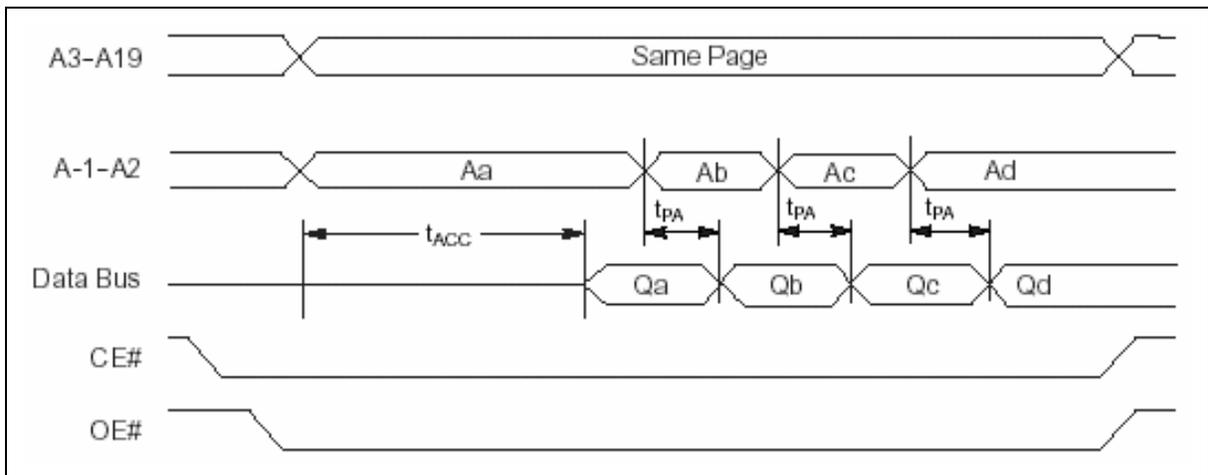 A3–A19
Same Page
A-1–A2
Aa
Ab
Ac
Ad
tPA
tPA
tPA
tACC
Data Bus
Qa
Qb
Qc
Qd
CE#
OE#